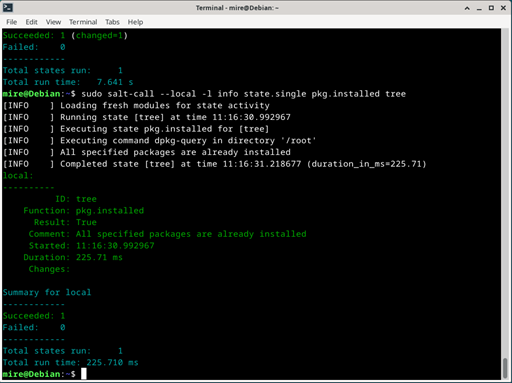 Terminal - mire@Debian: ~
File Edit View Terminal Tabs Help
Succeeded: 1 (changed=1)
Failed:    0
------------
Total states run:     1
Total run time:   7.641 s
mire@Debian:~$ sudo salt-call --local -l info state.single pkg.installed tree
[INFO    ] Loading fresh modules for state activity
[INFO    ] Running state [tree] at time 11:16:30.992967
[INFO    ] Executing state pkg.installed for [tree]
[INFO    ] Executing command dpkg-query in directory '/root'
[INFO    ] All specified packages are already installed
[INFO    ] Completed state [tree] at time 11:16:31.218677 (duration_in_ms=225.71)
local:
----------
          ID: tree
    Function: pkg.installed
      Result: True
     Comment: All specified packages are already installed
     Started: 11:16:30.992967
    Duration: 225.71 ms
     Changes:
Summary for local
------------
Succeeded: 1
Failed:    0
------------
Total states run:     1
Total run time: 225.710 ms
mire@Debian:~$